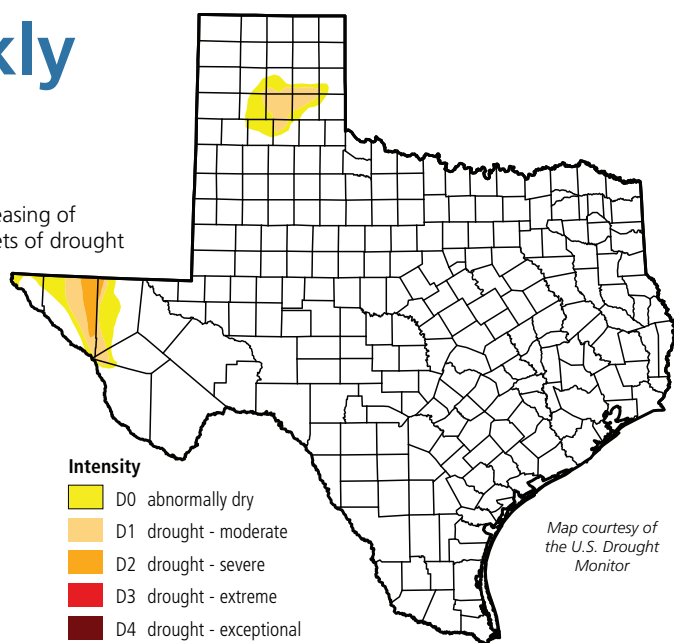 kly
easing of
ets of drought
Intensity
D0 abnormally dry
D1 drought - moderate
D2 drought - severe
D3 drought - extreme
D4 drought - exceptional
Map courtesy of
the U.S. Drought
Monitor